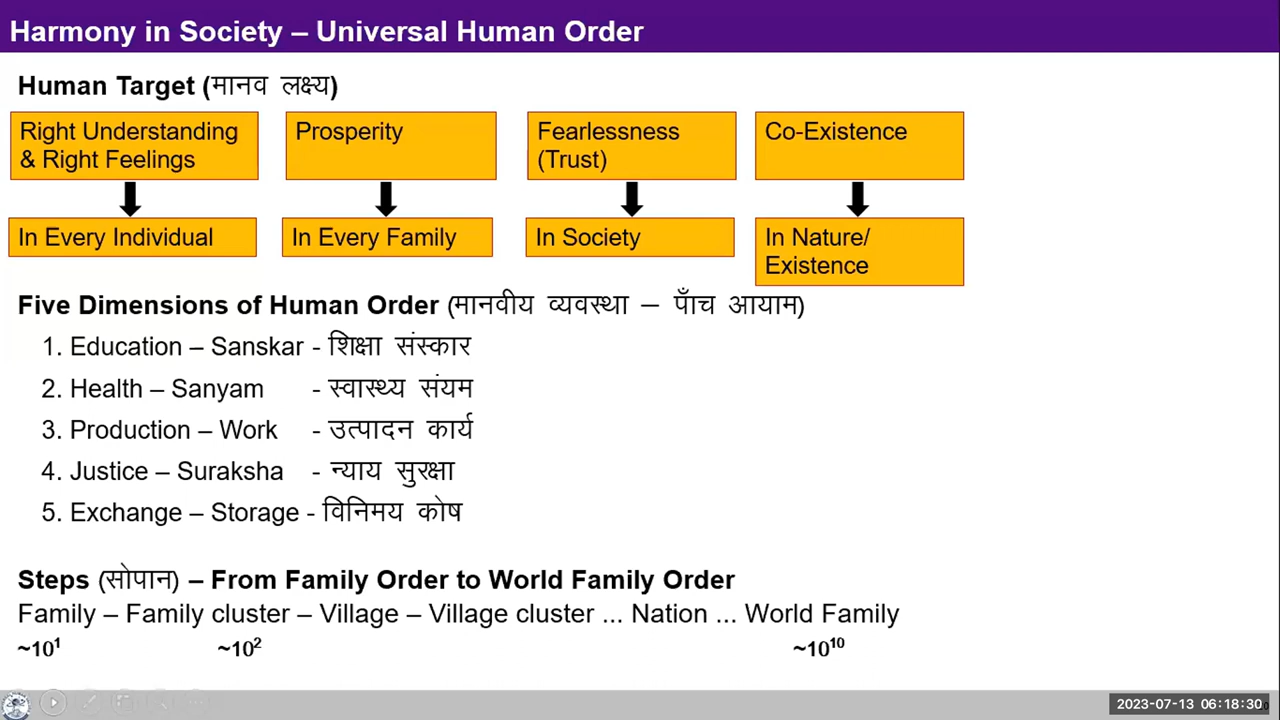 Harmony in Society – Universal Human Order
Human Target (मानव लक्ष्य)
Right Understanding
& Right Feelings
Prosperity
Fearlessness
(Trust)
Co-Existence
In Every Individual
In Every Family
In Society
In Nature/
Existence
Five Dimensions of Human Order (मानवीय व्यवस्था – पाँच आयाम)
1. Education – Sanskar - शिक्षा संस्कार
2. Health – Sanyam - स्वास्थ्य संयम
3. Production – Work - उत्पादन कार्य
4. Justice – Suraksha - न्याय सुरक्षा
5. Exchange – Storage - विनिमय कोष
Steps (सोपान) – From Family Order to World Family Order
Family – Family cluster – Village – Village cluster ... Nation ... World Family
~10¹ ~10² ~10¹⁰
2023-07-13 06:18:30